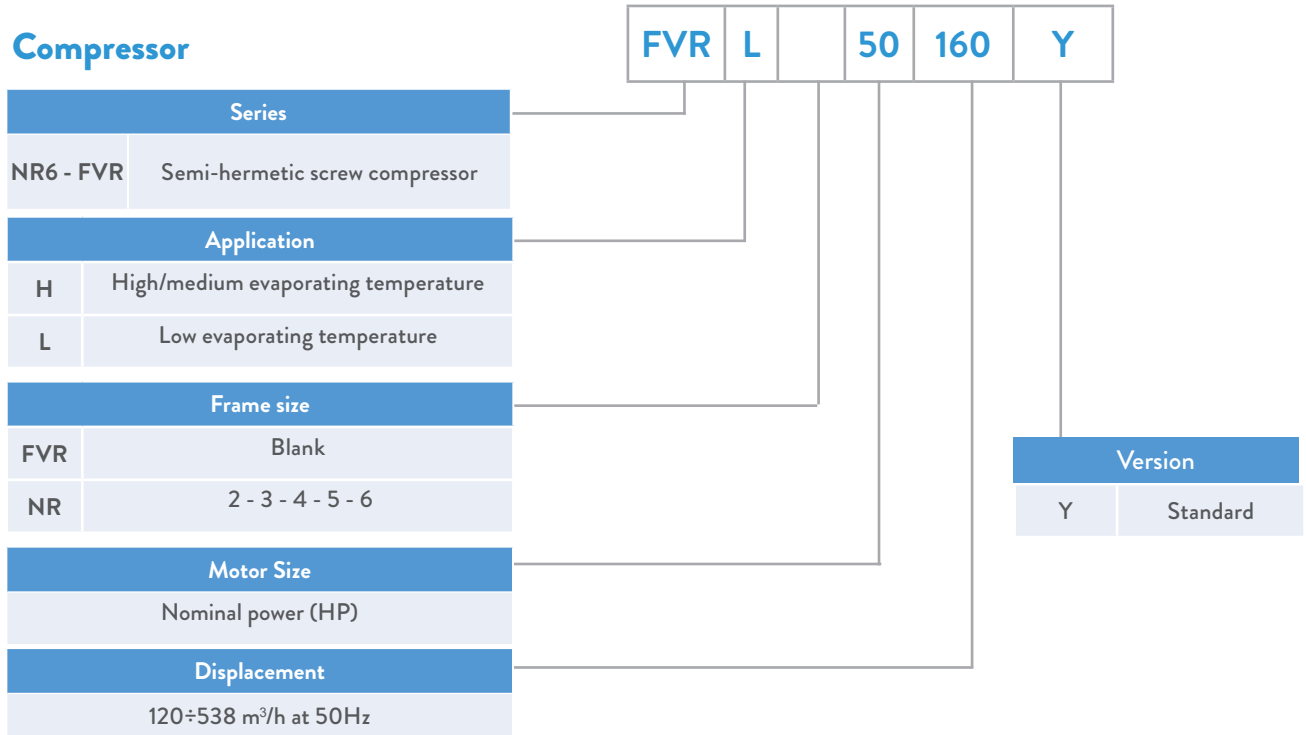 Compressor
FVR L 50 160 Y
Series
NR6 - FVR Semi-hermetic screw compressor
Application
H High/medium evaporating temperature
L Low evaporating temperature
Frame size
FVR Blank
NR 2 - 3 - 4 - 5 - 6
Version
Y Standard
Motor Size
Nominal power (HP)
Displacement
120÷538 m³/h at 50Hz